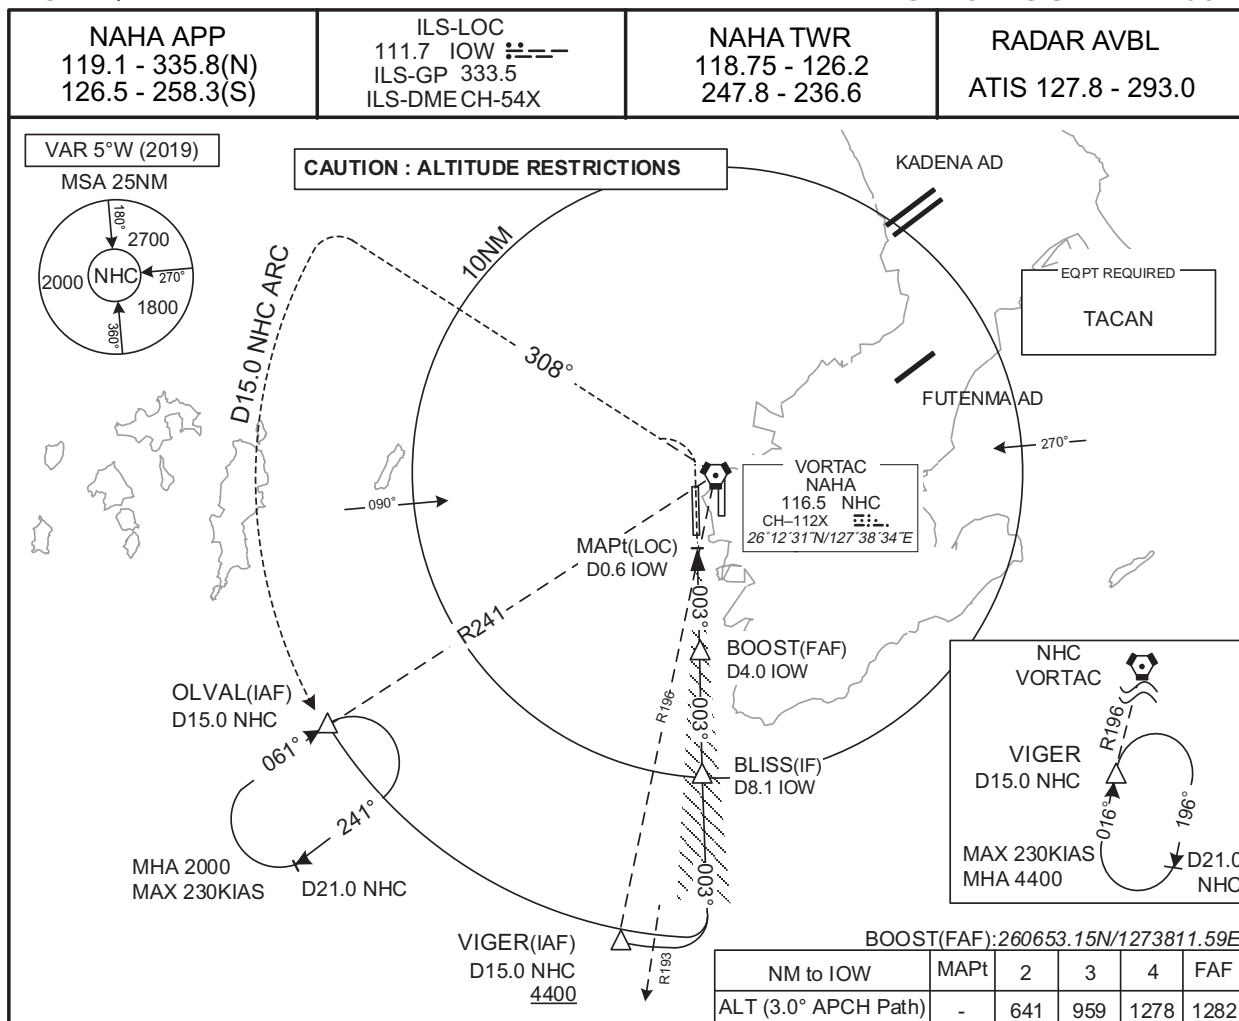 NAHA APP
119.1 - 335.8(N)
126.5 - 258.3(S)
ILS-LOC
111.7 IOW
ILS-GP 333.5
ILS-DME CH-54X
NAHA TWR
118.75 - 126.2
247.8 - 236.6
RADAR AVBL
ATIS 127.8 - 293.0
VAR 5°W (2019)
MSA 25NM
180°
2700
NHC
2000
270°
1800
360°
CAUTION : ALTITUDE RESTRICTIONS
KADENA AD
10NM
D15.0 NHC ARC
EQPT REQUIRED
TACAN
308°
FUTENMA AD
270°
090°
VORTAC
NAHA
116.5 NHC
CH–112X
26°12´31˝N/127°38´34˝E
MAPt(LOC)
D0.6 IOW
003°
R241
BOOST(FAF)
D4.0 IOW
OLVAL(IAF)
D15.0 NHC
R196
003°
061°
BLISS(IF)
D8.1 IOW
241°
MHA 2000
MAX 230KIAS
D21.0 NHC
003°
VIGER(IAF)
D15.0 NHC
4400
R193
NHC
VORTAC
R196
VIGER
D15.0 NHC
016°
196°
MAX 230KIAS
MHA 4400
D21.0
NHC
BOOST(FAF):260653.15N/1273811.59E
NM to IOW MAPt 2 3 4 FAF
ALT (3.0° APCH Path) - 641 959 1278 1282